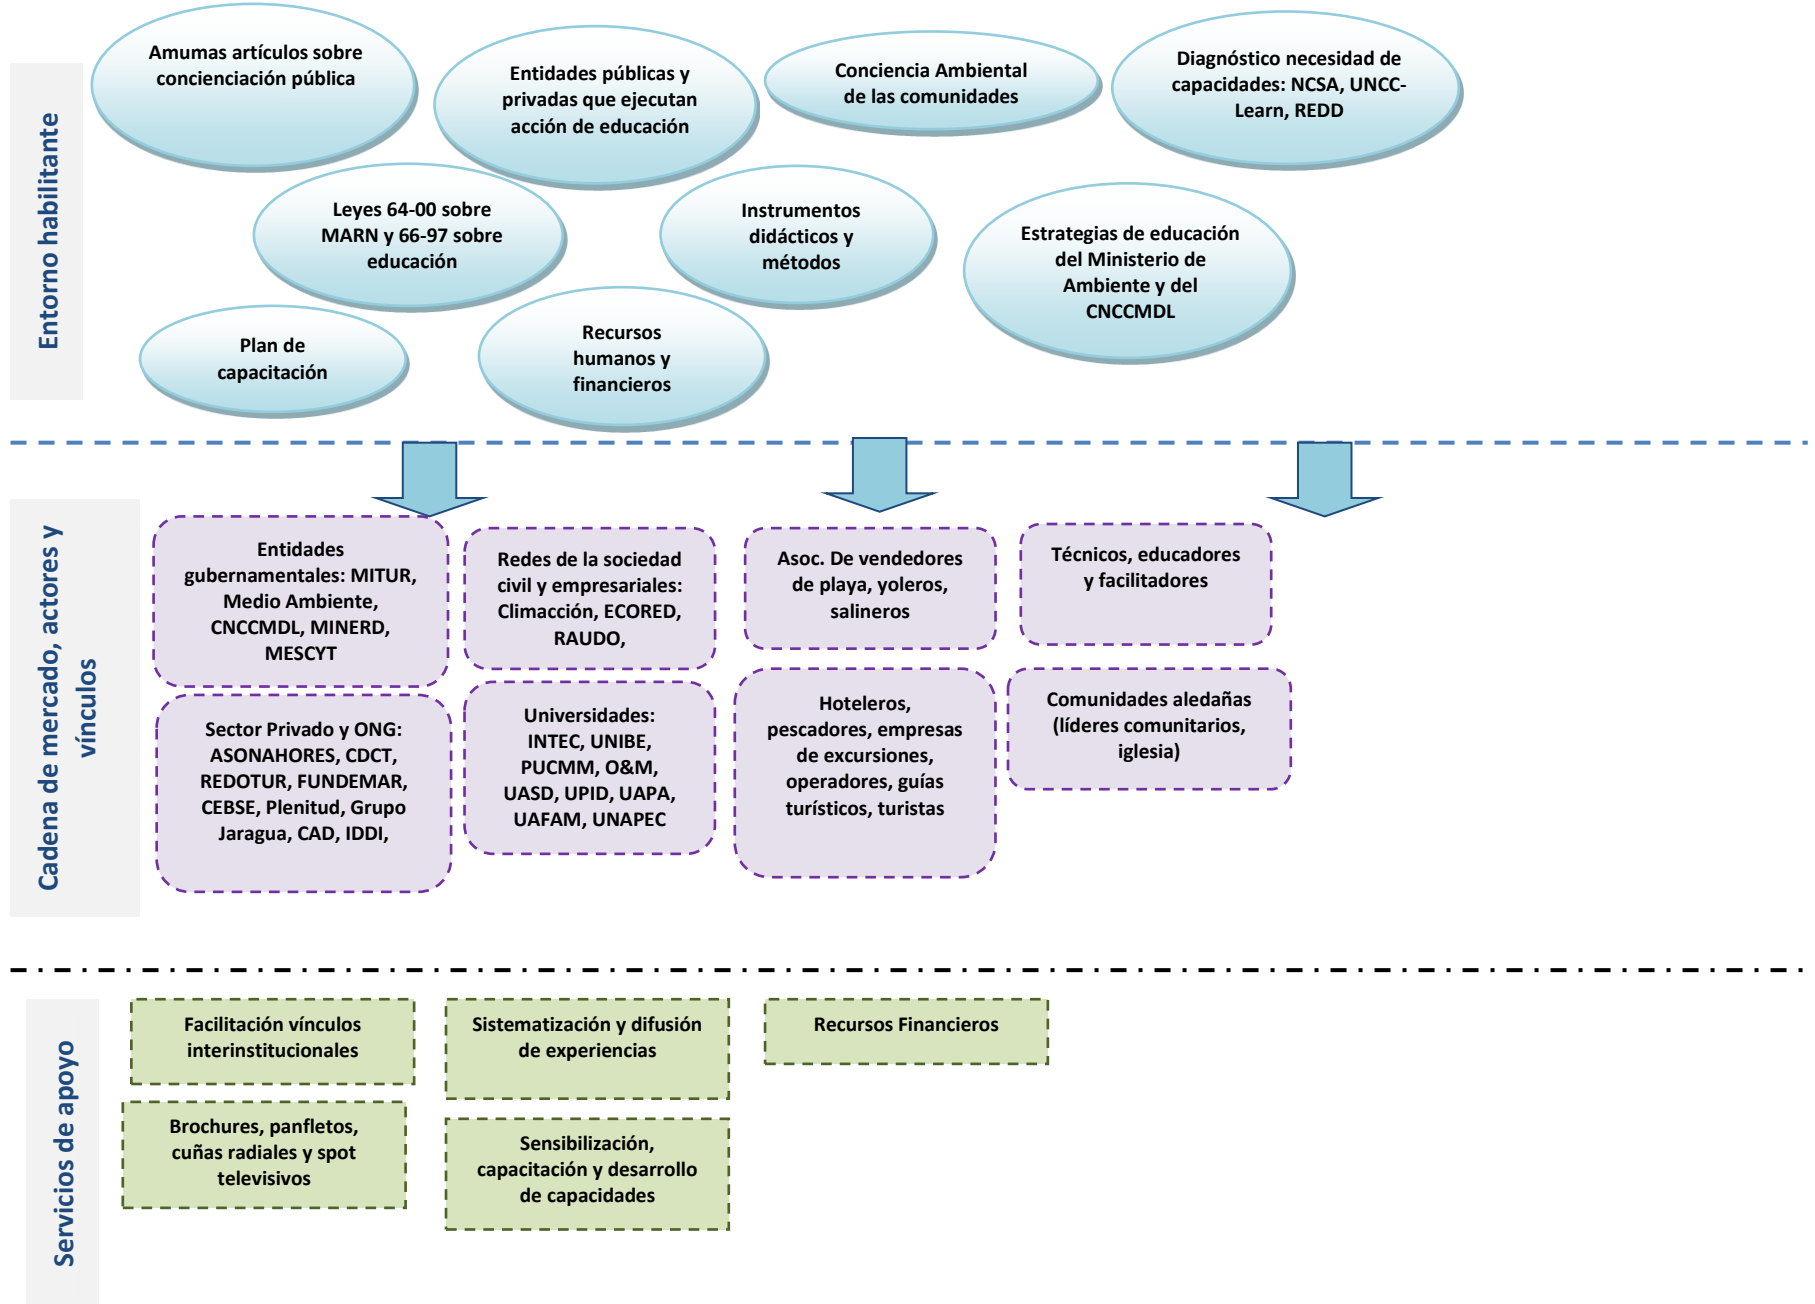 Entorno habilitante
Amumas artículos sobre
concienciación pública
Entidades públicas y
privadas que ejecutan
acción de educación
Conciencia Ambiental
de las comunidades
Diagnóstico necesidad de
capacidades: NCSA, UNCC-
Learn, REDD
Leyes 64-00 sobre
MARN y 66-97 sobre
educación
Instrumentos
didácticos y
métodos
Estrategias de educación
del Ministerio de
Ambiente y del
CNCCMDL
Plan de
capacitación
Recursos
humanos y
financieros
Cadena de mercado, actores y
vínculos
Entidades
gubernamentales: MITUR,
Medio Ambiente,
CNCCMDL, MINERD,
MESCYT
Redes de la sociedad
civil y empresariales:
Climacción, ECORED,
RAUDO,
Asoc. De vendedores
de playa, yoleros,
salineros
Técnicos, educadores
y facilitadores
Sector Privado y ONG:
ASONAHORES, CDCT,
REDOTUR, FUNDEMAR,
CEBSE, Plenitud, Grupo
Jaragua, CAD, IDDI,
Universidades:
INTEC, UNIBE,
PUCMM, O&M,
UASD, UPID, UAPA,
UAFAM, UNAPEC
Hoteleros,
pescadores, empresas
de excursiones,
operadores, guías
turísticos, turistas
Comunidades aledañas
(líderes comunitarios,
iglesia)
Servicios de apoyo
Facilitación vínculos
interinstitucionales
Sistematización y difusión
de experiencias
Recursos Financieros
Brochures, panfletos,
cuñas radiales y spot
televisivos
Sensibilización,
capacitación y desarrollo
de capacidades